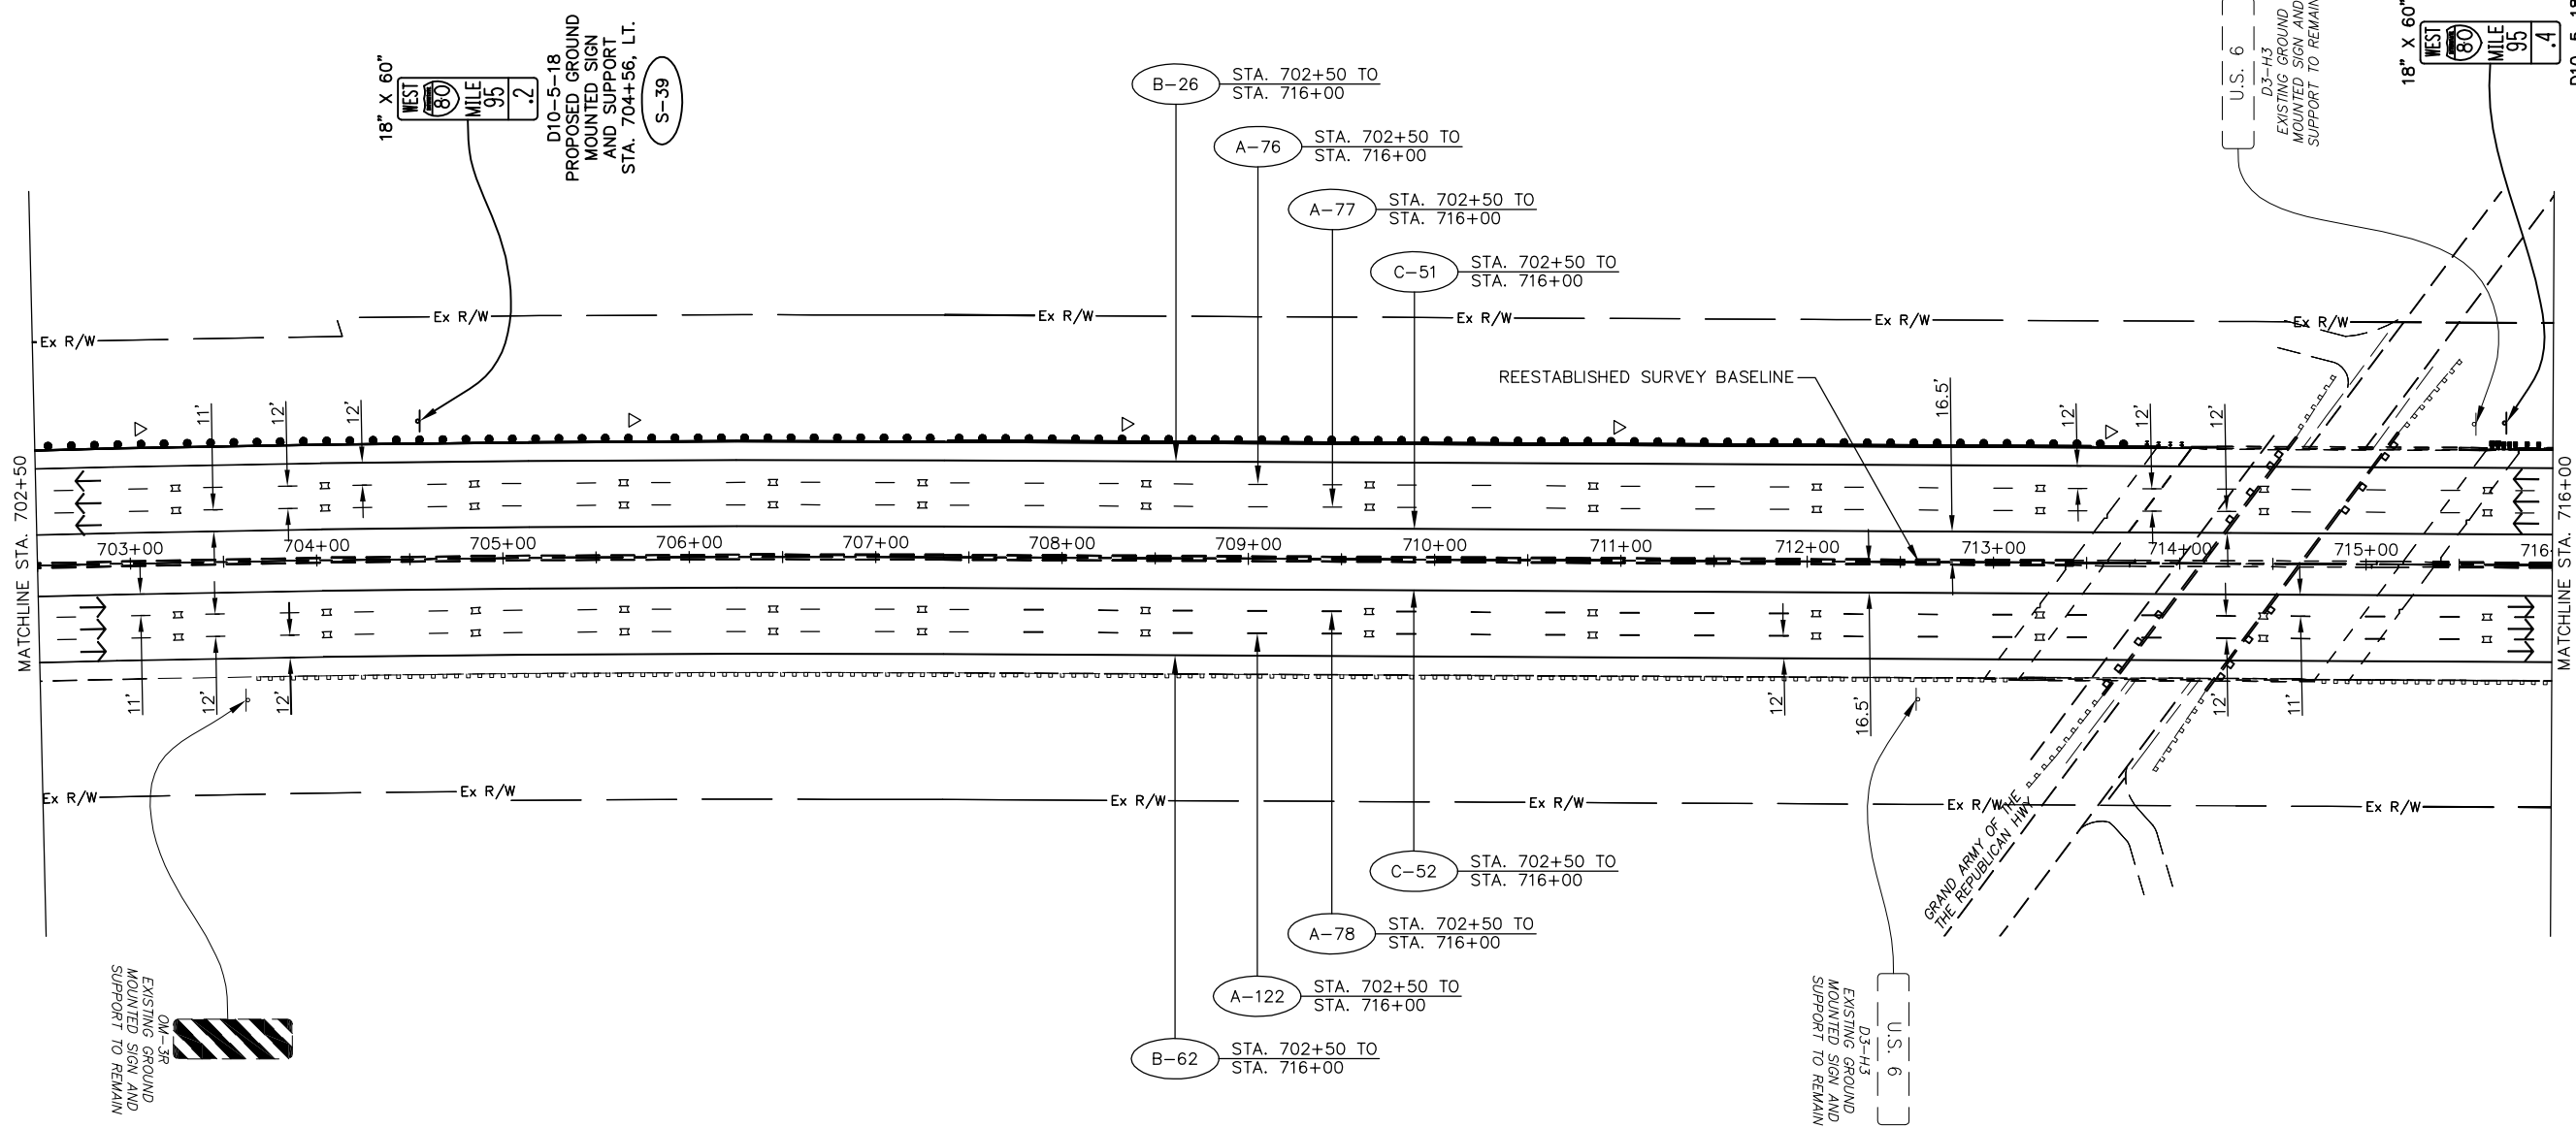 18" X 60"
WEST
80
MILE
95
.2
D10-5-18
PROPOSED GROUND
MOUNTED SIGN
AND SUPPORT
STA. 704+56, LT.
S-39
B-26
STA. 702+50 TO
STA. 716+00
A-76
STA. 702+50 TO
STA. 716+00
A-77
STA. 702+50 TO
STA. 716+00
C-51
STA. 702+50 TO
STA. 716+00
U.S. 6
D3-H3
EXISTING GROUND
MOUNTED SIGN AND
SUPPORT TO REMAIN
18" X 60"
WEST
80
MILE
95
.4
D10-5-18
Ex R/W
Ex R/W
Ex R/W
Ex R/W
Ex R/W
Ex R/W
REESTABLISHED SURVEY BASELINE
11'
12'
12'
16.5'
12'
12'
12'
MATCHLINE STA. 702+50
703+00
704+00
705+00
706+00
707+00
708+00
709+00
710+00
711+00
712+00
713+00
714+00
715+00
716
MATCHLINE STA. 716+00
11'
12'
12'
12'
16.5'
12'
11'
Ex R/W
Ex R/W
Ex R/W
Ex R/W
Ex R/W
Ex R/W
GRAND ARMY OF THE
THE REPUBLICAN HWY
C-52
STA. 702+50 TO
STA. 716+00
A-78
STA. 702+50 TO
STA. 716+00
A-122
STA. 702+50 TO
STA. 716+00
B-62
STA. 702+50 TO
STA. 716+00
OM-3R
EXISTING GROUND
MOUNTED SIGN AND
SUPPORT TO REMAIN
U.S. 6
D3-H3
EXISTING GROUND
MOUNTED SIGN AND
SUPPORT TO REMAIN